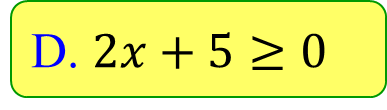 D. 2x + 5 ≥ 0